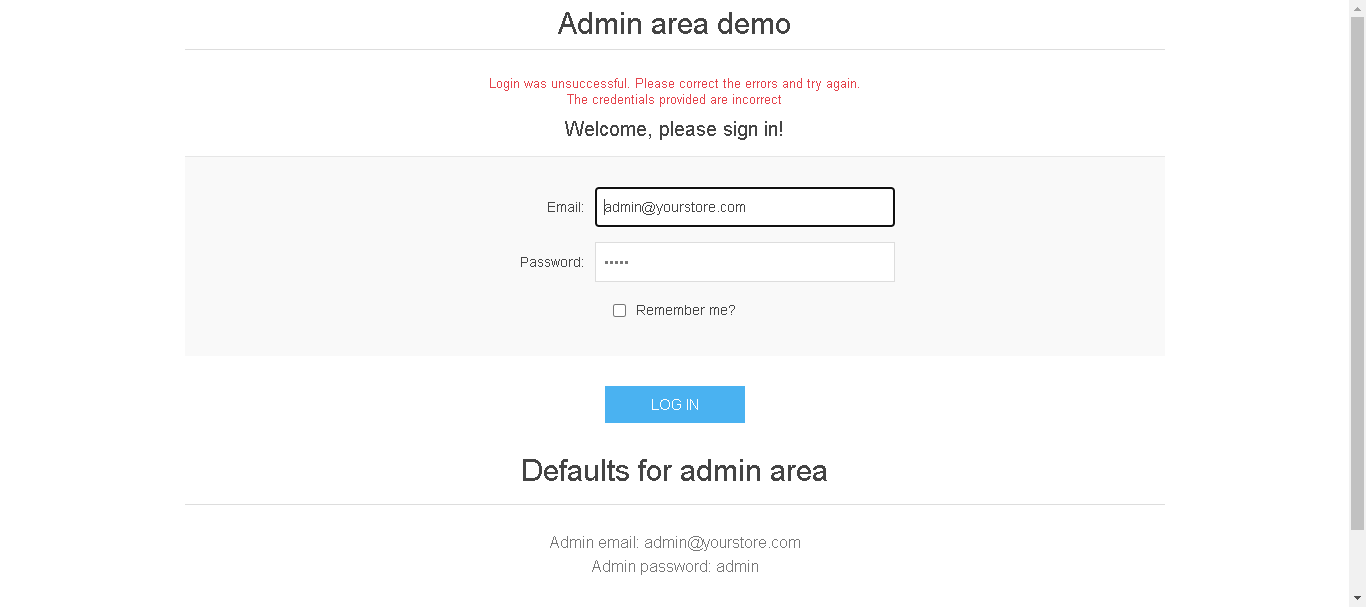 Admin area demo
Login was unsuccessful. Please correct the errors and try again.
The credentials provided are incorrect
Welcome, please sign in!
Email: admin@yourstore.com
Password: •••••
Remember me?
LOG IN
Defaults for admin area
Admin email: admin@yourstore.com
Admin password: admin